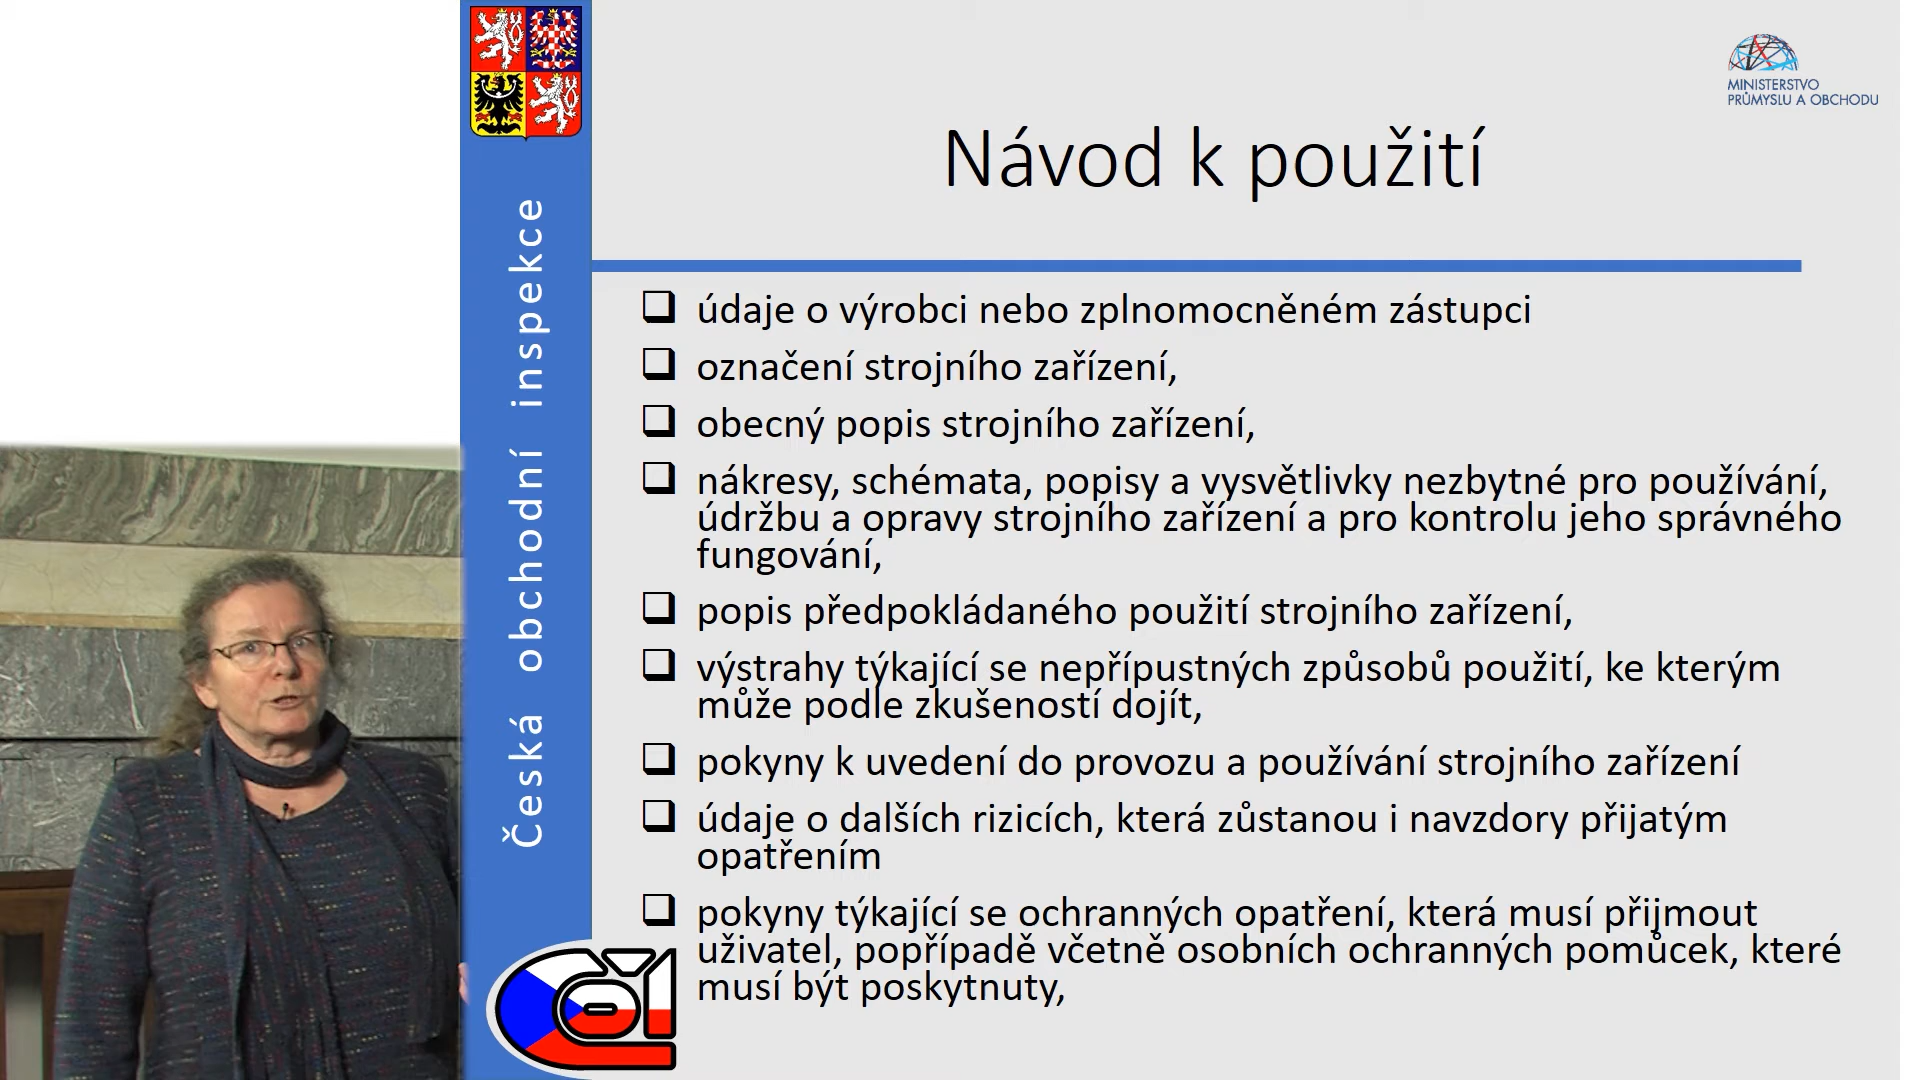 MINISTERSTVO
PRŮMYSLU A OBCHODU
Návod k použití
Česká obchodní inspekce
údaje o výrobci nebo zplnomocněném zástupci
označení strojního zařízení,
obecný popis strojního zařízení,
nákresy, schémata, popisy a vysvětlivky nezbytné pro používání,
údržbu a opravy strojního zařízení a pro kontrolu jeho správného
fungování,
popis předpokládaného použití strojního zařízení,
výstrahy týkající se nepřípustných způsobů použití, ke kterým
může podle zkušeností dojít,
pokyny k uvedení do provozu a používání strojního zařízení
údaje o dalších rizicích, která zůstanou i navzdory přijatým
opatřením
pokyny týkající se ochranných opatření, která musí přijmout
uživatel, popřípadě včetně osobních ochranných pomůcek, které
musí být poskytnuty,
ČOI